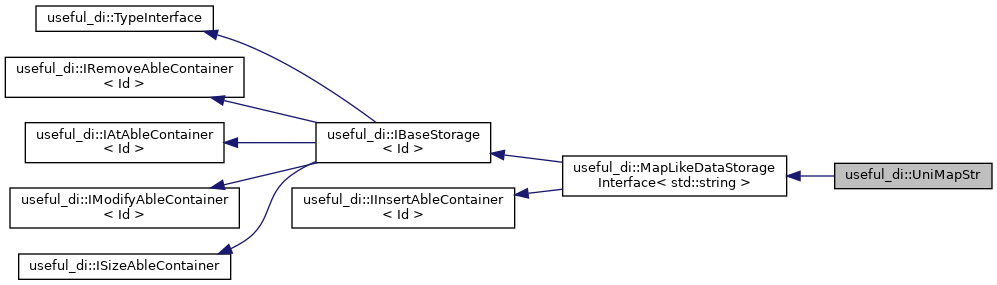 useful_di::TypeInterface
useful_di::IRemoveAbleContainer
< Id >
useful_di::IAtAbleContainer
< Id >
useful_di::IModifyAbleContainer
< Id >
useful_di::ISizeAbleContainer
useful_di::IBaseStorage
< Id >
useful_di::IInsertAbleContainer
< Id >
useful_di::MapLikeDataStorage
Interface< std::string >
useful_di::UniMapStr